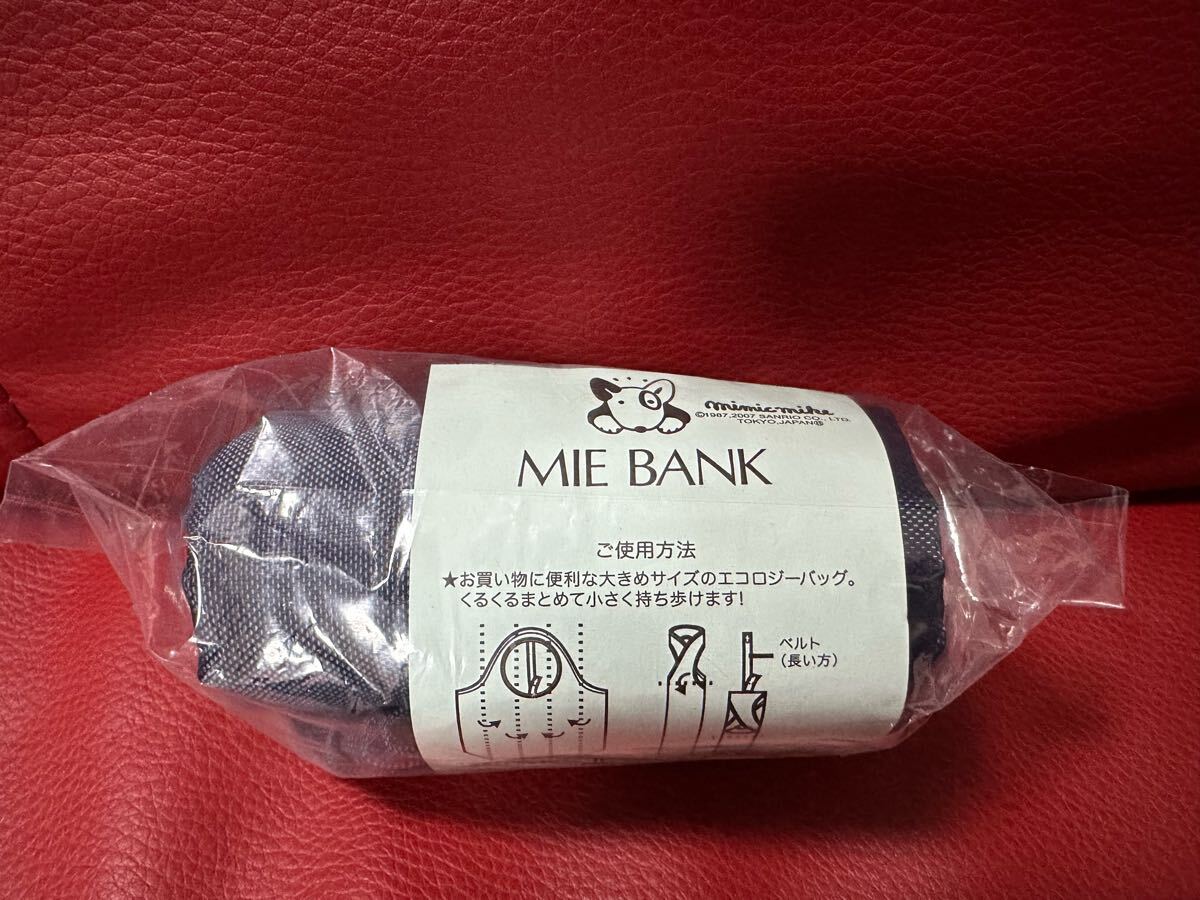 mimicmike
©1987,2007 SANRIO CO., LTD.
TOKYO,JAPANⓈ
MIE BANK
ご使用方法
★お買い物に便利な大きめサイズのエコロジーバッグ。
くるくるまとめて小さく持ち歩けます!
ベルト
(長い方)